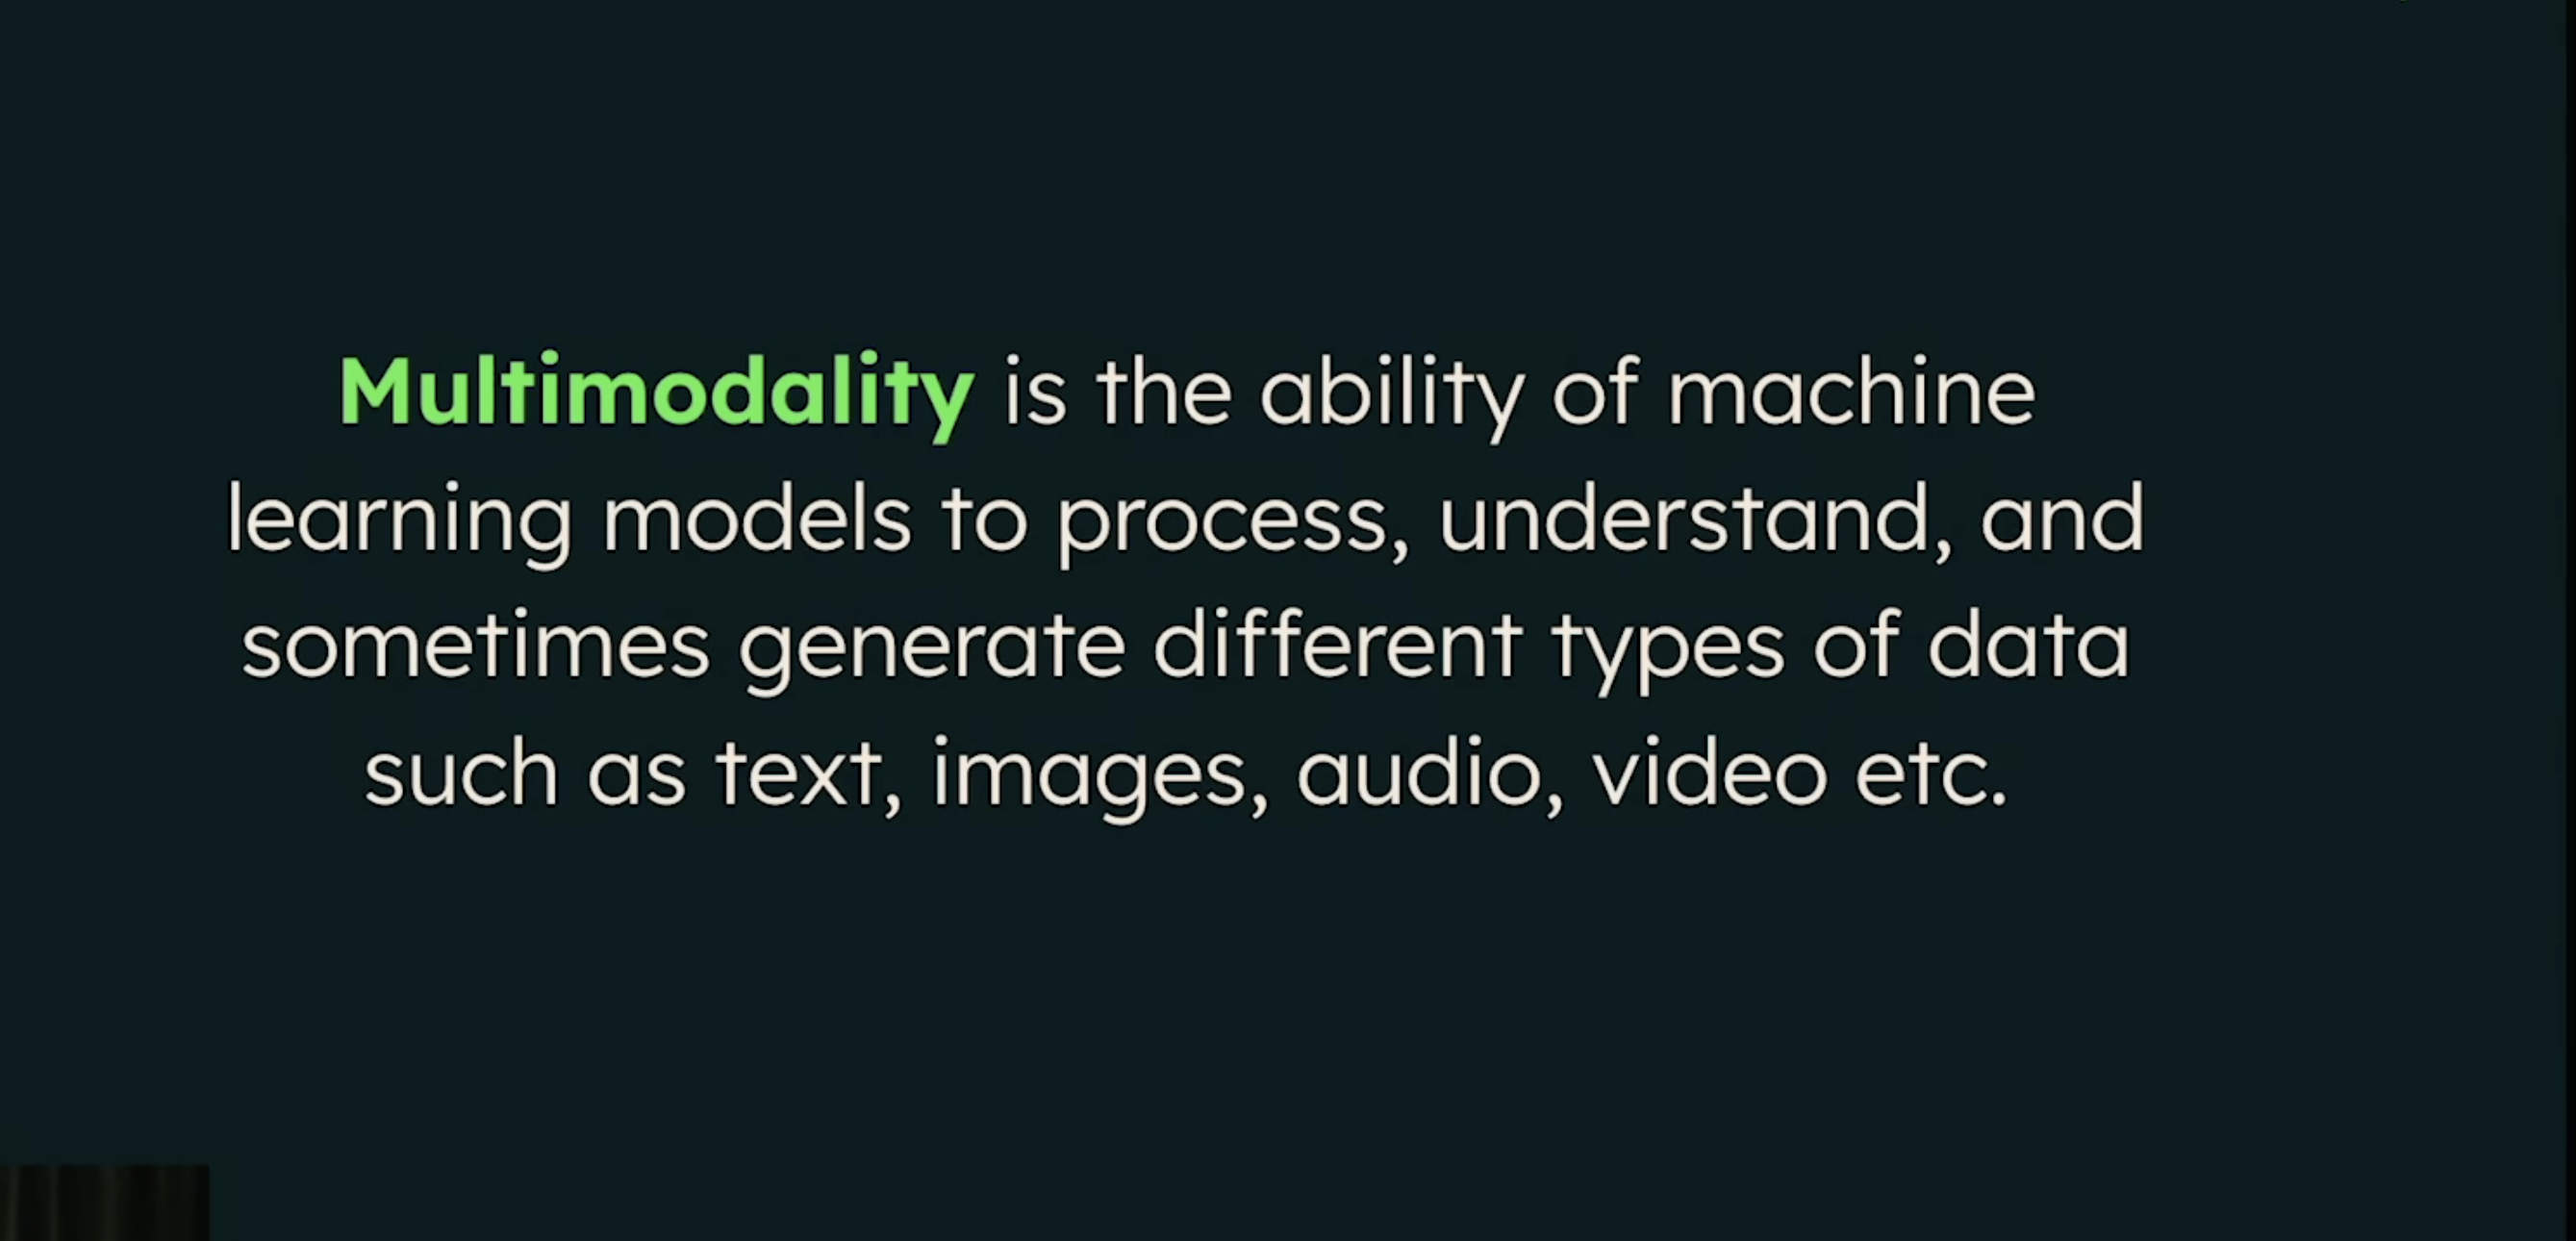 Multimodality is the ability of machine
learning models to process, understand, and
sometimes generate different types of data
such as text, images, audio, video etc.